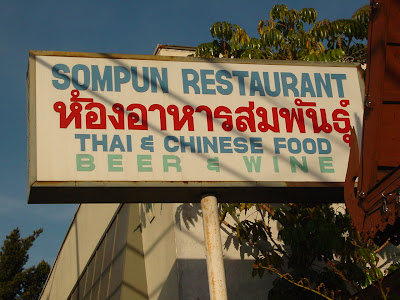 SOMPUN RESTAURANT
ห้องอาหารสมพันธุ์
THAI & CHINESE FOOD
BEER & WINE